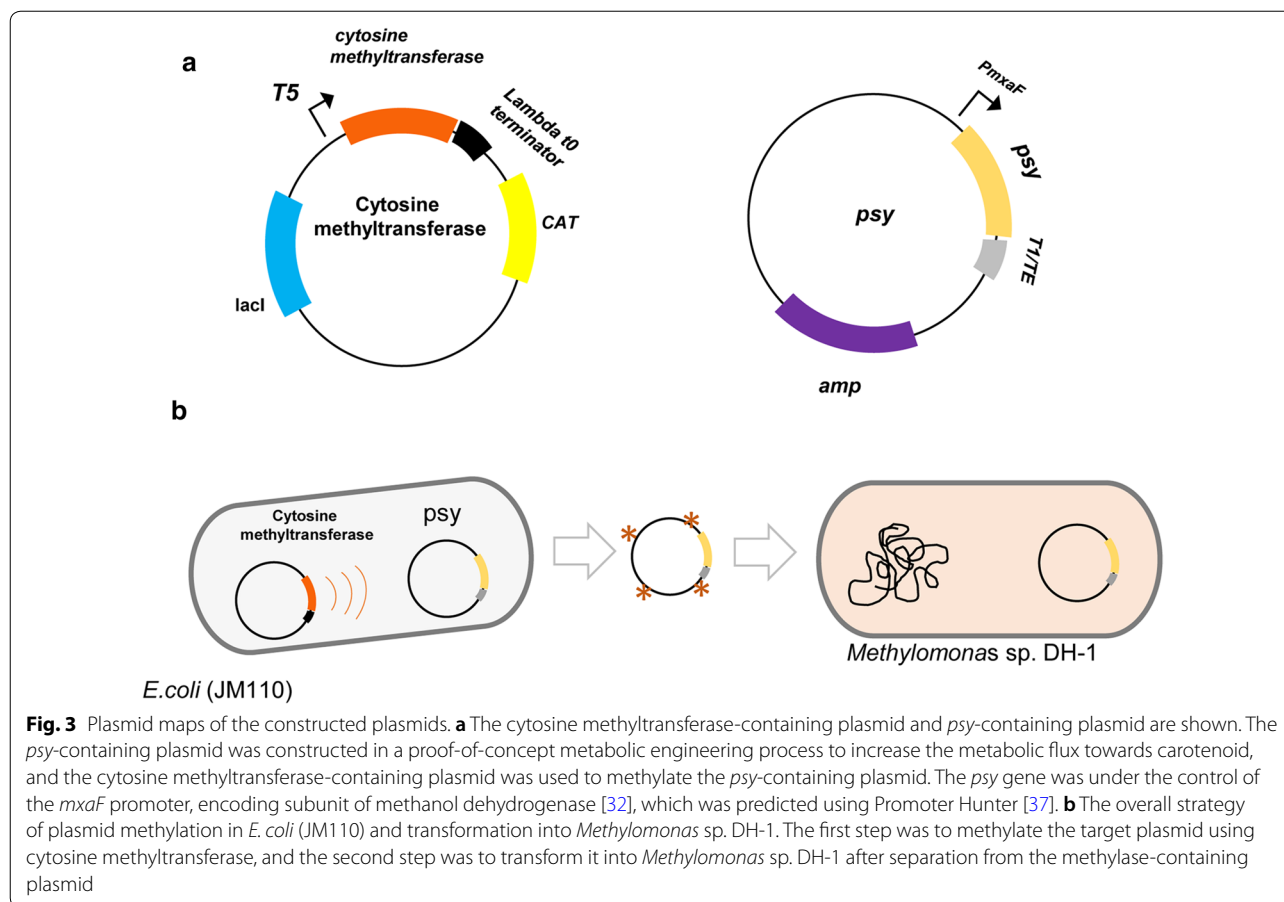 a
cytosine
methyltransferase
T5
Lambda t0
terminator
Cytosine
methyltransferase
CAT
lacI
PmxaF
psy
psy
T1/TE
amp
b
Cytosine
methyltransferase
psy
E.coli (JM110)
Methylomonas sp. DH-1
Fig. 3 Plasmid maps of the constructed plasmids. a The cytosine methyltransferase-containing plasmid and psy-containing plasmid are shown. The
psy-containing plasmid was constructed in a proof-of-concept metabolic engineering process to increase the metabolic flux towards carotenoid,
and the cytosine methyltransferase-containing plasmid was used to methylate the psy-containing plasmid. The psy gene was under the control of
the mxaF promoter, encoding subunit of methanol dehydrogenase [32], which was predicted using Promoter Hunter [37]. b The overall strategy
of plasmid methylation in E. coli (JM110) and transformation into Methylomonas sp. DH-1. The first step was to methylate the target plasmid using
cytosine methyltransferase, and the second step was to transform it into Methylomonas sp. DH-1 after separation from the methylase-containing
plasmid